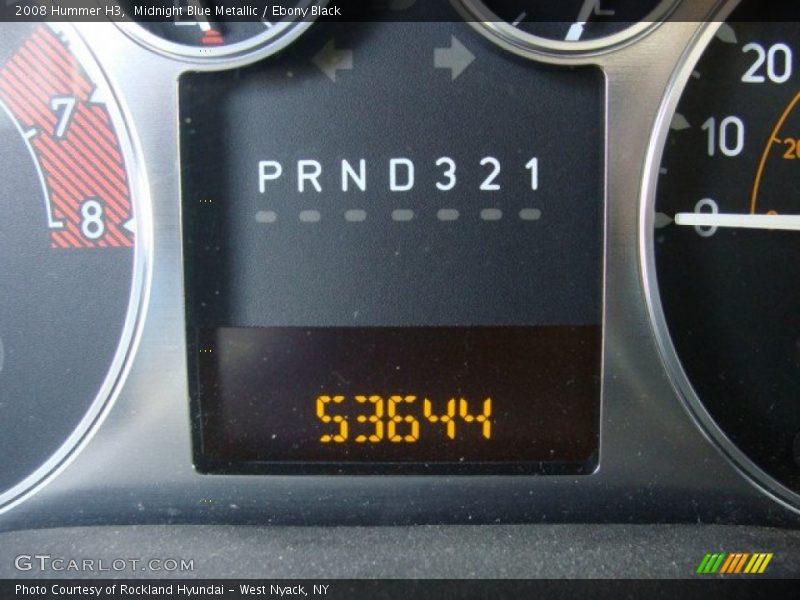 2008 Hummer H3, Midnight Blue Metallic / Ebony Black
20
7
10
20
PRND321
8
0
53644
GTCARLOT.COM
Photo Courtesy of Rockland Hyundai - West Nyack, NY